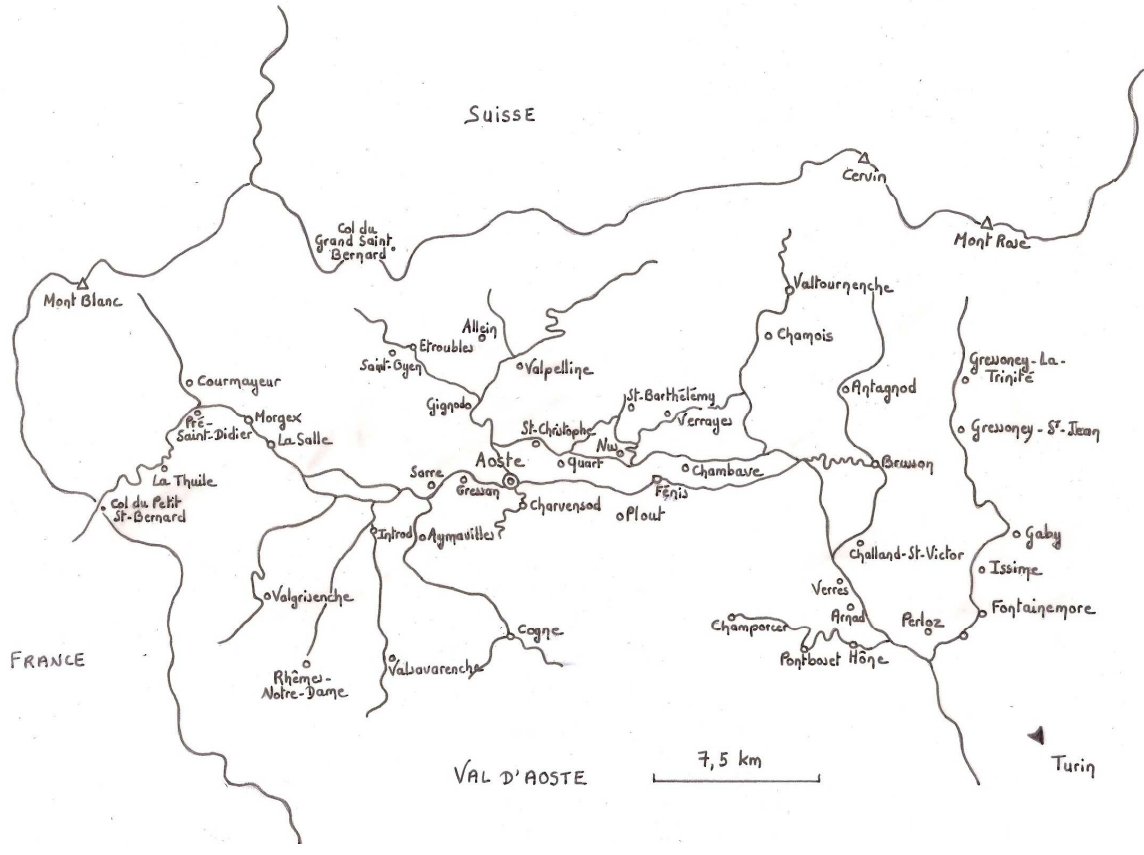 SUISSE
Cervin
Mont Rose
Col du
Grand Saint
Bernard
Mont Blanc
Valtournenche
Allein
Etroubles
Saint-Oyen
Valpelline
Chamois
Gressoney-La-
Trinité
Courmayeur
Antagnod
Gignod
St-Barthélémy
Verrayes
Pré-
Saint-Didier
Morgex
La Salle
St-Christophe
Nus
Quart
Gressoney-St-Jean
La Thuile
Sarre
Gressan
Aoste
Chambave
Brusson
Fénis
Col du Petit
St-Bernard
Charvensod
Plout
Introd
Aymavilles
Gaby
Challand-St-Victor
Issime
Valgrisenche
Verrès
Arnad
Fontainemore
Champorcer
Perloz
Cogne
Pontboset
Hône
FRANCE
Valsavarenche
Rhêmes-
Notre-Dame
VAL D'AOSTE
7,5 km
Turin